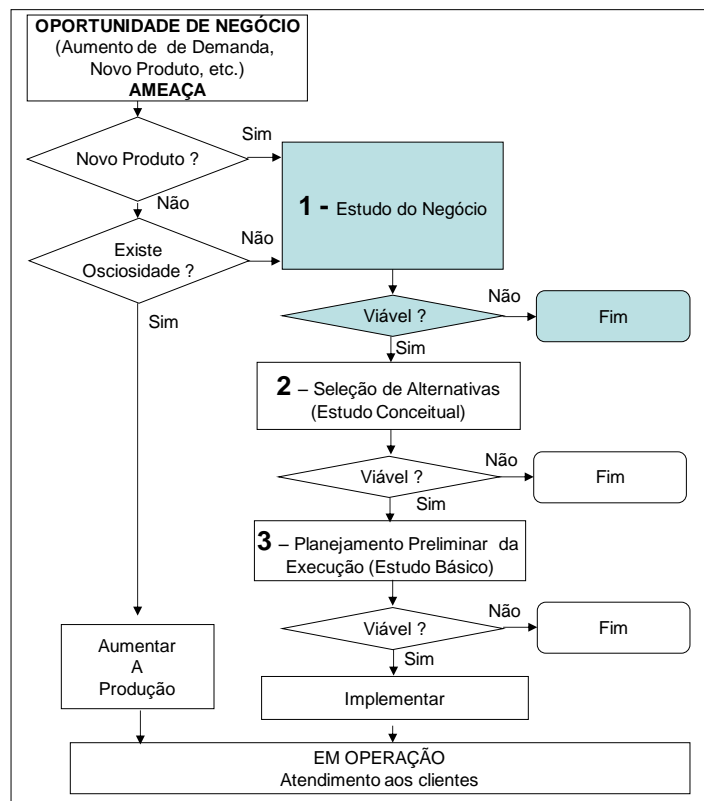 OPORTUNIDADE DE NEGÓCIO
(Aumento de de Demanda,
Novo Produto, etc.)
AMEAÇA
Sim
Novo Produto ?
1 - Estudo do Negócio
Não
Existe
Osciosidade ?
Não
Sim
Viável ?
Não
Fim
Sim
2 – Seleção de Alternativas
(Estudo Conceitual)
Viável ?
Não
Fim
Sim
3 – Planejamento Preliminar da
Execução (Estudo Básico)
Viável ?
Não
Fim
Sim
Aumentar
A
Produção
Implementar
EM OPERAÇÃO
Atendimento aos clientes